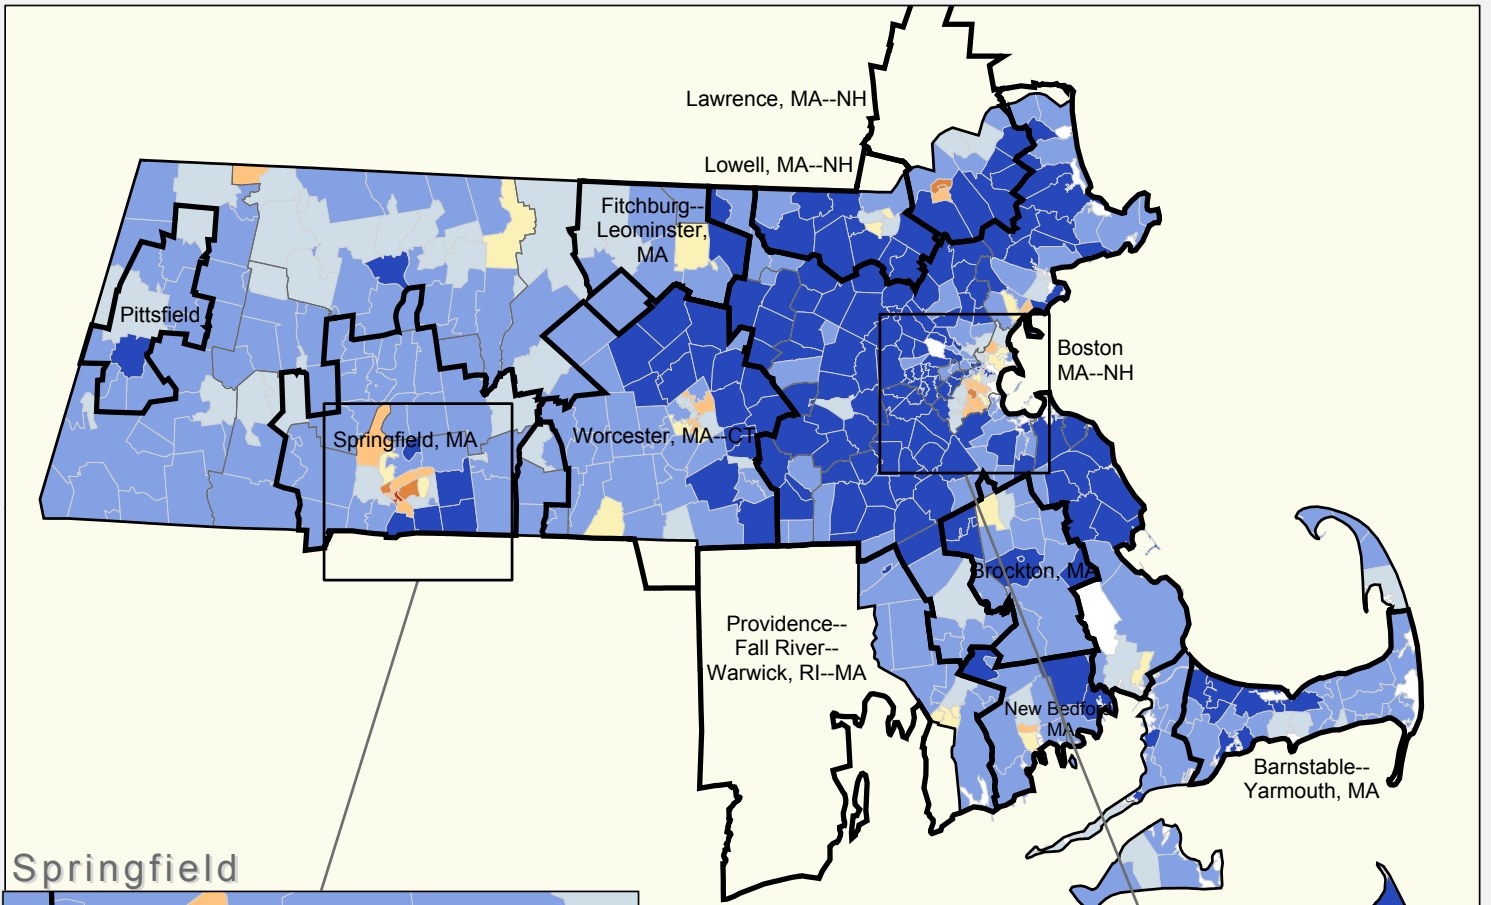 Lawrence, MA--NH
Lowell, MA--NH
Fitchburg--
Leominster,
MA
Pittsfield
Boston
MA--NH
Springfield, MA
Worcester, MA--CT
Brockton, MA
Providence--
Fall River--
Warwick, RI--MA
New Bedford
MA
Barnstable--
Yarmouth, MA
Springfield